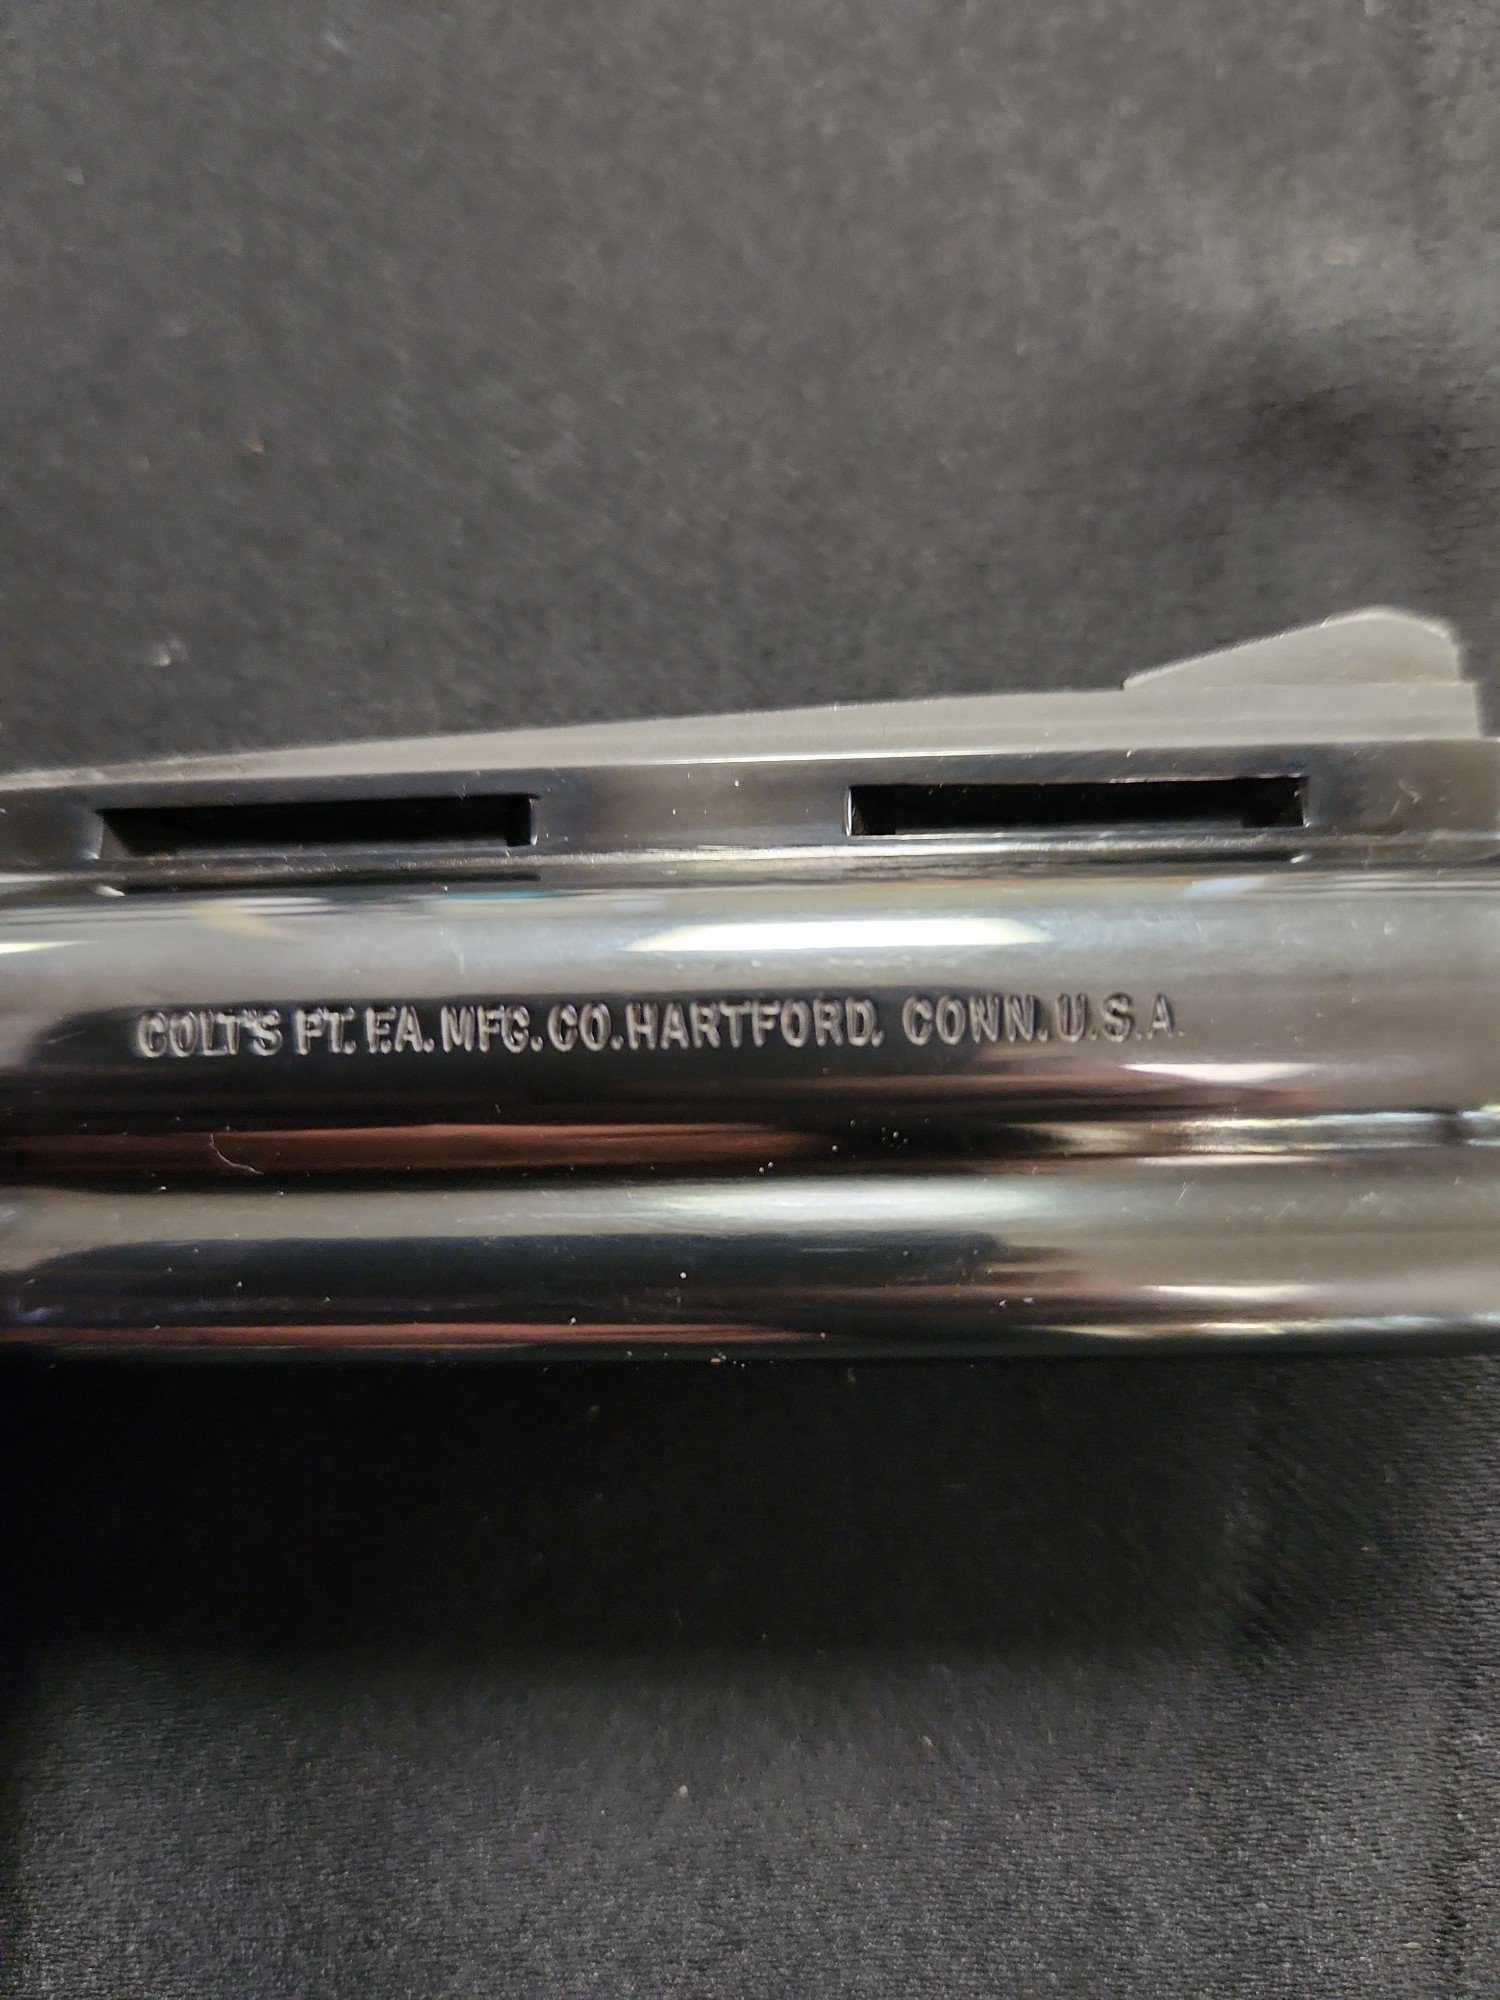 COLT'S PT. F.A. MFG. CO. HARTFORD, CONN. U.S.A.